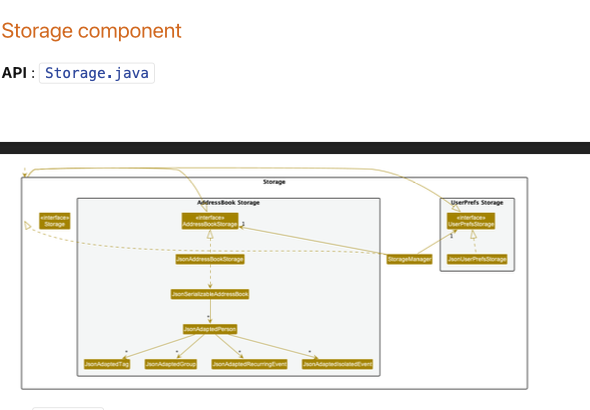 Storage component
API : Storage.java
Storage
AddressBook Storage
UserPrefs Storage
«interface»
Storage
«interface»
AddressBookStorage
1
«interface»
UserPrefsStorage
1
JsonAddressBookStorage
StorageManager
JsonUserPrefsStorage
JsonSerializableAddressBook
*
JsonAdaptedPerson
* * * *
JsonAdaptedTag JsonAdaptedGroup JsonAdaptedRecurringEvent JsonAdaptedIsolatedEvent